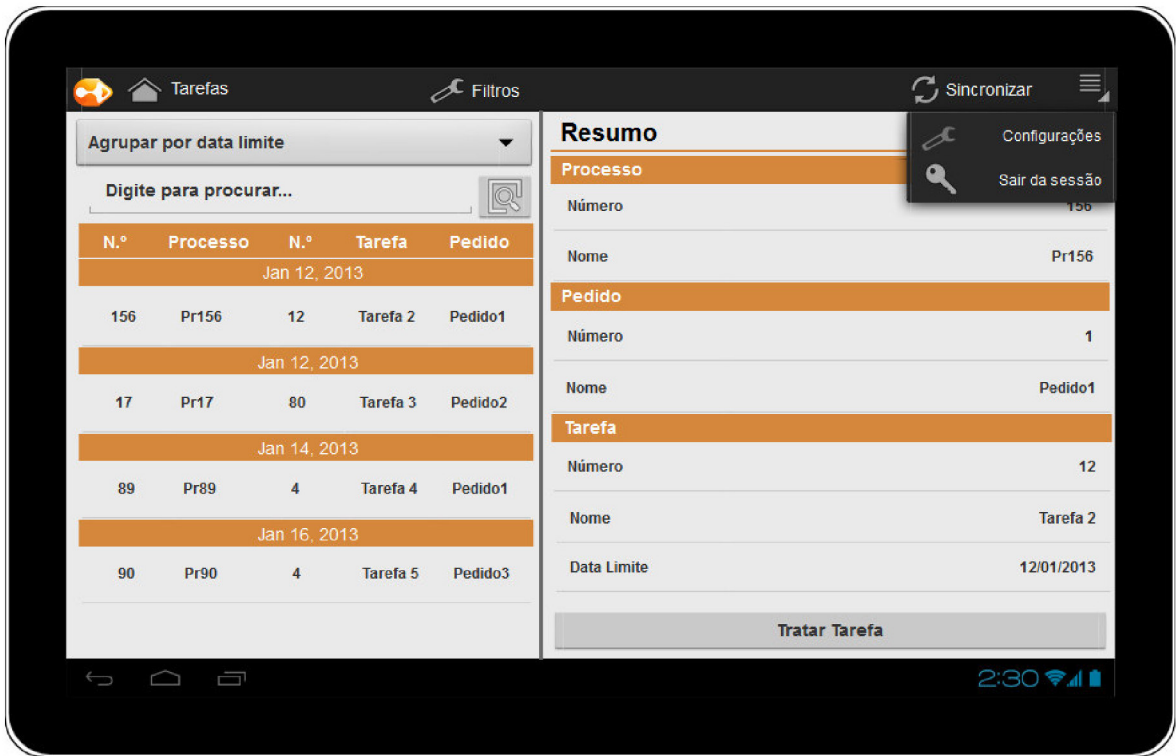 Tarefas
Filtros
Sincronizar
Configurações
Sair da sessão
Agrupar por data limite
Digite para procurar...
N.º Processo N.º Tarefa Pedido
Jan 12, 2013
156 Pr156 12 Tarefa 2 Pedido1
Jan 12, 2013
17 Pr17 80 Tarefa 3 Pedido2
Jan 14, 2013
89 Pr89 4 Tarefa 4 Pedido1
Jan 16, 2013
90 Pr90 4 Tarefa 5 Pedido3
Resumo
Processo
Número 156
Nome Pr156
Pedido
Número 1
Nome Pedido1
Tarefa
Número 12
Nome Tarefa 2
Data Limite 12/01/2013
Tratar Tarefa
2:30